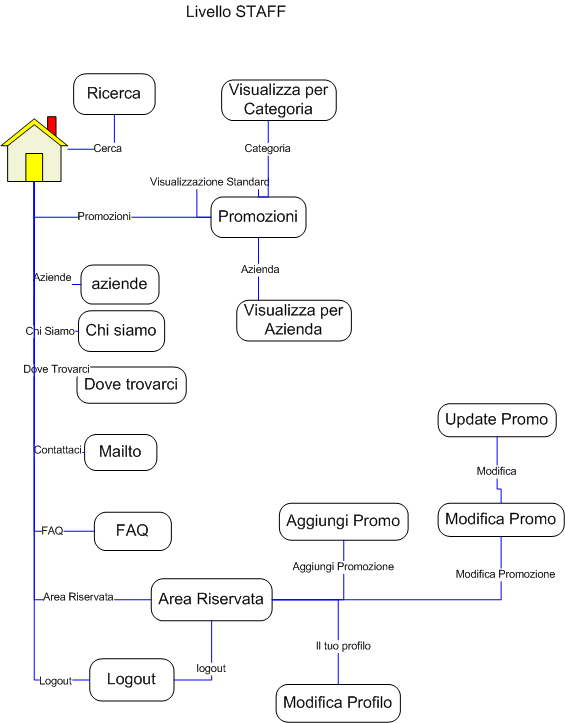 Livello STAFF
Ricerca
Visualizza per
Categoria
Cerca
Categoria
Visualizzazione Standard
Promozioni
Promozioni
Azienda
Aziende
aziende
Visualizza per
Azienda
Chi Siamo
Chi siamo
Dove Trovarci
Dove trovarci
Update Promo
Contattaci
Mailto
Modifica
Aggiungi Promo
Modifica Promo
FAQ
FAQ
Aggiungi Promozione
Modifica Promozione
Area Riservata
Area Riservata
Il tuo profilo
logout
Logout
Logout
Modifica Profilo